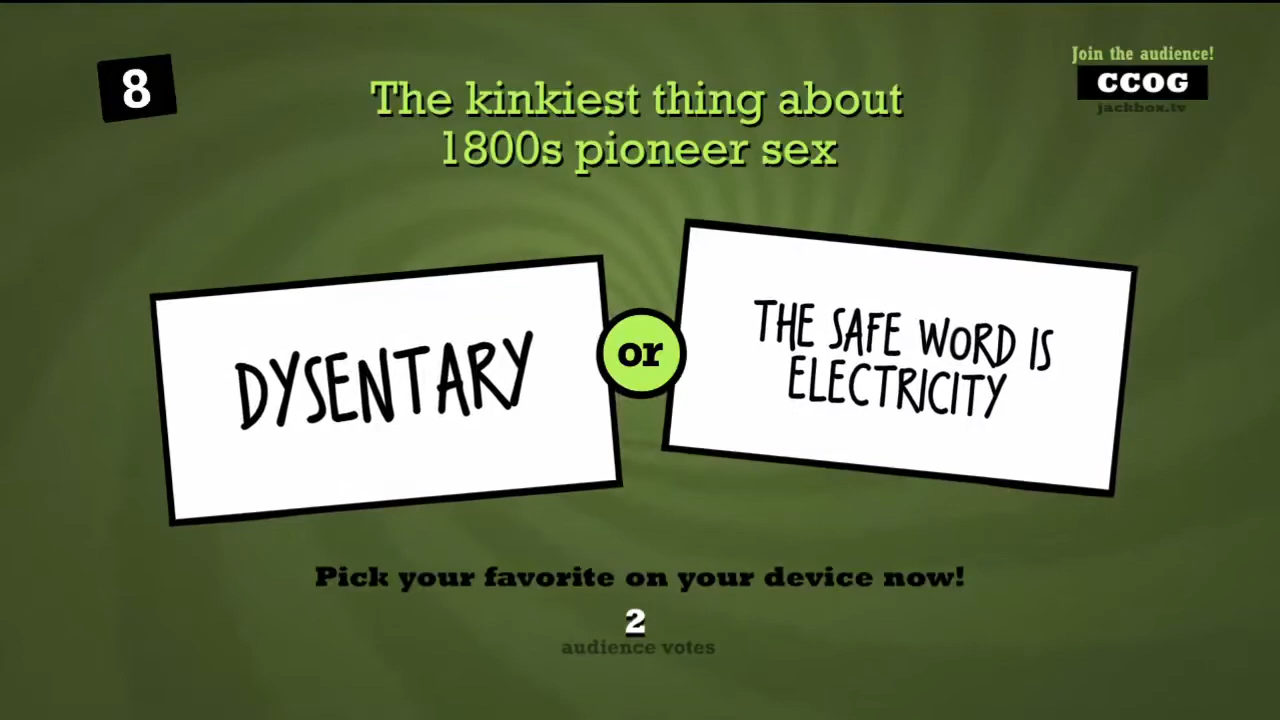 8
Join the audience!
CCOG
jackbox.tv
The kinkiest thing about
1800s pioneer sex
DYSENTARY
or
THE SAFE WORD IS
ELECTRICITY
Pick your favorite on your device now!
2
audience votes